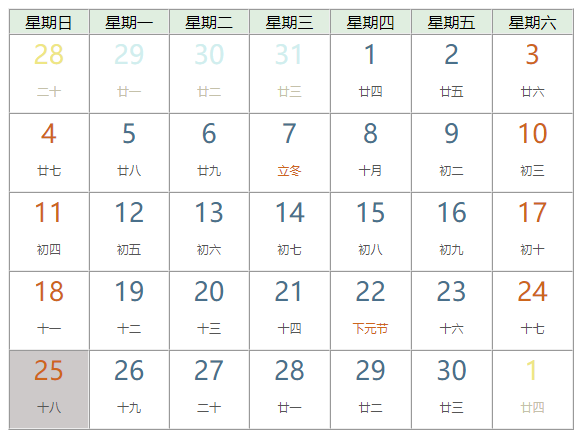 星期日 星期一 星期二 星期三 星期四 星期五 星期六
28 29 30 31 1 2 3
二十 廿一 廿二 廿三 廿四 廿五 廿六
4 5 6 7 8 9 10
廿七 廿八 廿九 立冬 十月 初二 初三
11 12 13 14 15 16 17
初四 初五 初六 初七 初八 初九 初十
18 19 20 21 22 23 24
十一 十二 十三 十四 下元节 十六 十七
25 26 27 28 29 30 1
十八 十九 二十 廿一 廿二 廿三 廿四